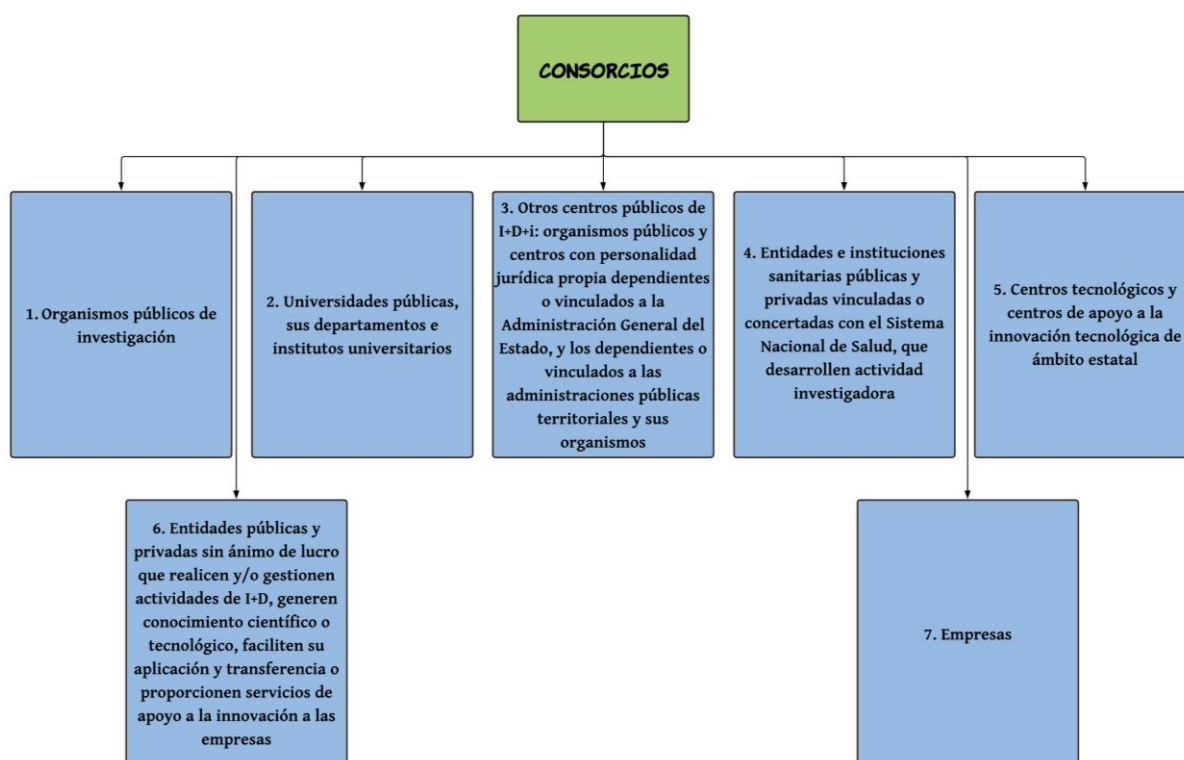 CONSORCIOS
1. Organismos públicos de
investigación
2. Universidades públicas,
sus departamentos e
institutos universitarios
3. Otros centros públicos de
I+D+i: organismos públicos y
centros con personalidad
jurídica propia dependientes
o vinculados a la
Administración General del
Estado, y los dependientes o
vinculados a las
administraciones públicas
territoriales y sus
organismos
4. Entidades e instituciones
sanitarias públicas y
privadas vinculadas o
concertadas con el Sistema
Nacional de Salud, que
desarrollen actividad
investigadora
5. Centros tecnológicos y
centros de apoyo a la
innovación tecnológica de
ámbito estatal
6. Entidades públicas y
privadas sin ánimo de lucro
que realicen y/o gestionen
actividades de I+D, generen
conocimiento científico o
tecnológico, faciliten su
aplicación y transferencia o
proporcionen servicios de
apoyo a la innovación a las
empresas
7. Empresas